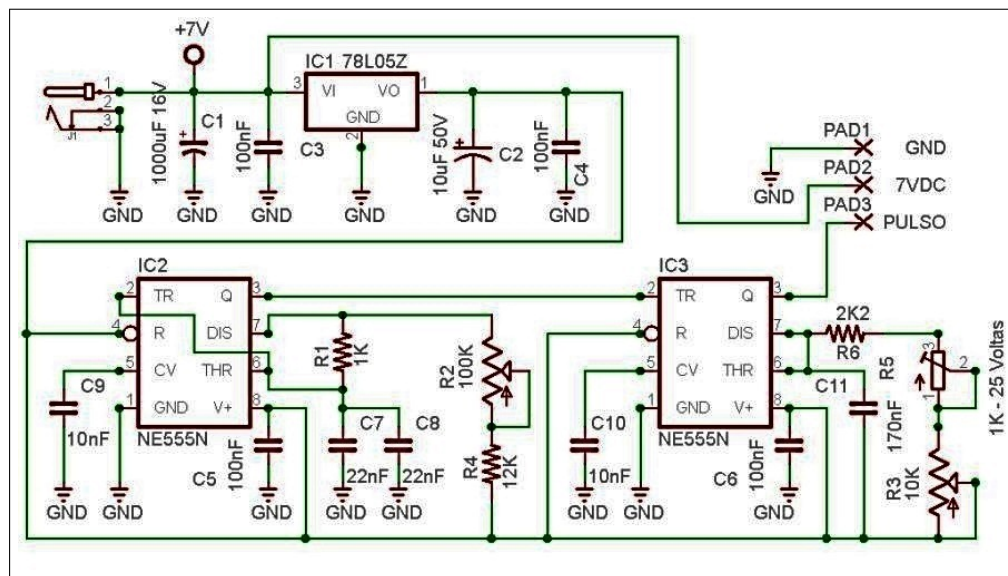 +7V
IC1 78L05Z
1
2
3
J1
1000uF 16V
C1
100nF
C3
3
VI
VO
1
GND
2
10uF 50V
C2
100nF
C4
GND
GND
GND
GND
GND
GND
PAD1
GND
PAD2
7VDC
PAD3
PULSO
GND
IC2
2
TR
Q
3
4
R
DIS
7
5
CV
THR
6
1
GND
V+
8
NE555N
C9
10nF
GND
GND
C5
100nF
GND
R1
1K
C7
22nF
GND
C8
22nF
GND
R2
100K
R4
12K
IC3
2
TR
Q
3
4
R
DIS
7
5
CV
THR
6
1
GND
V+
8
NE555N
C10
10nF
GND
GND
C6
100nF
GND
2K2
R6
C11
170nF
R5
3
2
1
1K - 25 Voltas
R3
10K